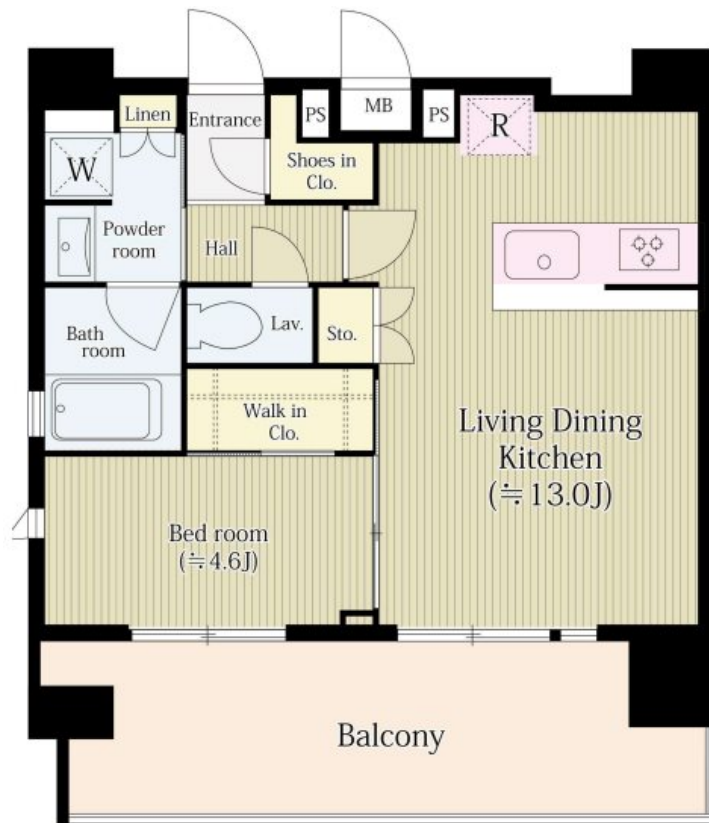 Linen
Entrance
PS
MB
PS
R
W
Shoes in
Clo.
Powder
room
Hall
Bath
room
Lav.
Sto.
Walk in
Clo.
Living Dining
Kitchen
(≒13.0J)
Bed room
(≒4.6J)
Balcony